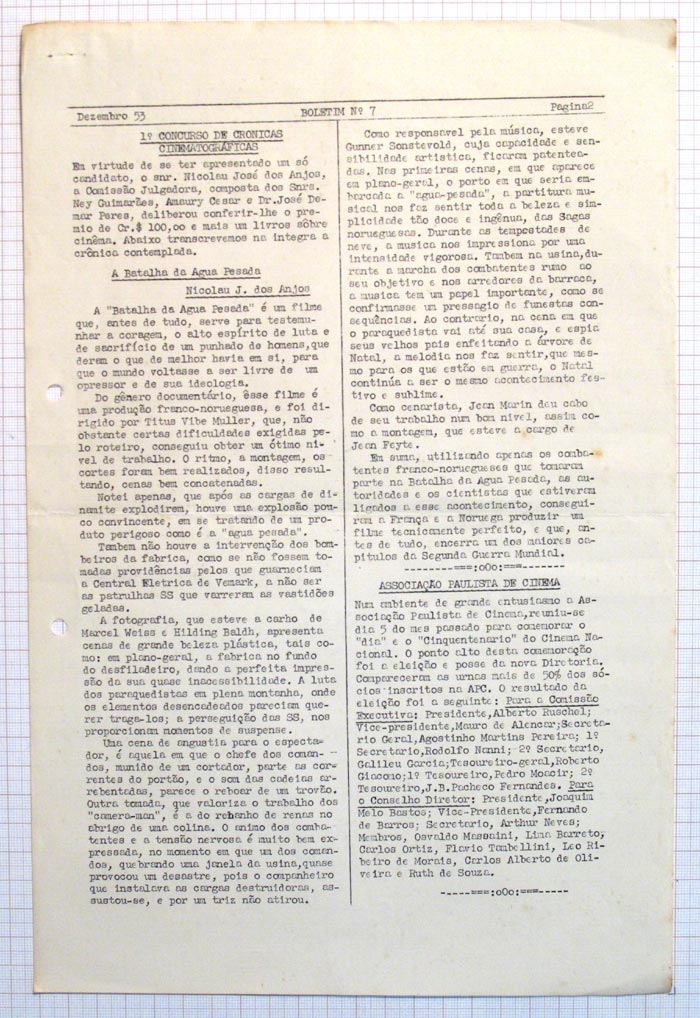 Dezembro 53 BOLETIM Nº 7 Pagina2
1º CONCURSO DE CRONICAS
CINEMATOGRÁFICAS
Em virtude de se ter apresentado um só
candidato, o snr. Nicolau José dos Anjos,
a Comissão Julgadora, composta dos Snrs.
Ney Guimarães, Amaury Cesar e Dr.José De-
mar Peres, deliberou conferir-lhe o pre-
mio de Cr.$ 100,oo e mais um livros sôbre
cinêma. Abaixo transcrevemos na integra a
crônica contemplada.
A Batalha da Agua Pesada
Nicolau J. dos Anjos
A "Batalha da Agua Pesada" é um filme
que, antes de tudo, serve para testemu-
nhar a coragem, o alto espírito de luta e
de sacrifício de um punhado de homens,que
deram o que de melhor havia em si, para
que o mundo voltasse a ser livre de um
opressor e de sua ideologia.
Do gênero documentário, êsse filme é
uma produção franco-norueguesa, e foi di-
rigido por Titus Vibe Muller, que, não
obstante certas dificuldades exigidas pe-
lo roteiro, conseguiu obter um ótimo ni-
vel de trabalho. O ritmo, a montagem, os
cortes foram bem realizados, disso resul-
tando, cenas bem concatenadas.
Notei apenas, que após as cargas de di-
namite explodirem, houve uma explosão pou-
co convincente, em se tratando de um pro-
duto perigoso como é a "agua pesada".
Tambem não houve a intervenção dos bom-
beiros da fabrica, como se não fossem to-
madas providências pelos que guarneciam
a Central Eletrica de Vemark, a não ser
as patrulhas SS que varreram as vastidões
geladas.
A fotografia, que esteve a carho de
Marcel Weiss e Hilding Baldh, apresenta
cenas de grande beleza plástica, tais co-
mo: em plano-geral, a fabrica no fundo
do desfiladeiro, dando a perfeita impres-
são da sua quase inacessibilidade. A luta
dos paraquedistas em plena montanha, onde
os elementos desencadeados pareciam que-
rer traga-los; a perseguição das SS, nos
proporcionam momentos de suspense.
Uma cena de angustia para o especta-
dor, é aquela em que o chefe dos coman-
dos, munido de um cortador, parte as cor-
rentes do portão, e o som das cadeias ar-
rebentadas, parece o reboar de um trovão.
Outra tomada, que valoriza o trabalho dos
"camera-man", é a do rebanho de renas no
abrigo de uma colina. O animo dos comba-
tentes e a tensão nervosa é muito bem ex-
pressada, no momento em que um dos coman-
dos, quebrando uma janela da usina,quase
provocou um desastre, pois o companheiro
que instalava as cargas destruidoras, as-
sustou-se, e por um triz não atirou.
Como responsavel pela música, esteve
Gunner Sonstevold, cuja capacidade e sen-
sibilidade artistica, ficaram patentea-
das. Nas primeiras cenas, em que aparece
em plano-geral, o porto em que seria em-
barcada a "agua-pesada", a partitura mu-
sical nos faz sentir toda a beleza e sim-
plicidade tão doce e ingênua, das Sagas
norueguesas. Durante as tempestades de
neve, a musica nos impressiona por uma
intensidade vigorosa. Tambem na usina,du-
rante a marcha dos combatentes rumo ao
seu objetivo e nos arredores da barraca,
a musica tem um papel importante, como se
confirmasse um pressagio de funestas con-
sequências. Ao contrario, na cena em que
o paraquedista vai até sua casa, e espia
seus velhos pais enfeitando a árvore de
Natal, a melodia nos faz sentir,que mes-
mo para os que estão em guerra, o Natal
continúa a ser o mesmo acontecimento fes-
tivo e sublime.
Como cenarista, Jean Marin deu cabo
de seu trabalho num bom nivel, assim co-
mo a montagem, que esteve a cargo de
Jean Feyte.
Em suma, utilizando apenas os comba-
tentes franco-norueguesesque tomaram
parte na Batalha da Agua Pesada, as au-
toridades e os cientistas que estiveram
ligados a esse acontecimento, consegui-
ram a França e a Noruega produzir um
filme tecnicamente perfeito, e que, an-
tes de tudo, encerra um dos maiores ca-
pitulos da Segunda Guerra Mundial.
--------===:oOo:===-------
ASSOCIAÇÃO PAULISTA DE CINEMA
Num ambiente de grande entusiasmo a As-
sociação Paulista de Cinema,reuniu-se
dia 5 do mes passado para comemorar o
"dia" e o "Cinquentenario" do Cinema Na-
cional. O ponto alto desta comemoração
foi a eleição e posse da nova Diretoria.
Compareceram as urnas mais de 50% dos só-
cios inscritos na APC. O resultado da
eleição foi a seguinte: Para a Comissão
Executiva: Presidente,Alberto Ruschel;
Vice-presidente,Mauro de Alencar;Secreta-
rio Geral,Agostinho Martins Pereira; 1º
Secretario,Rodolfo Nanni; 2º Secretario,
Galileu Garcia;Tesoureiro-geral,Roberto
Giacomo;1º Tesoureiro,Pedro Moacir; 2º
Tesoureiro,J.B.Pacheco Fernandes. Para
o Conselho Diretor: Presidente,Joaquim
Melo Bastos; Vice-Presidente,Fernando
de Barros; Secretario, Arthur Neves;
Membros, Osvaldo Massaini, Lima Barreto,
Carlos Ortiz, Flavio Tambellini, Leo Ri-
beiro de Morais, Carlos Alberto de Oli-
veira e Ruth de Souza.
-----===:oOo:===-----